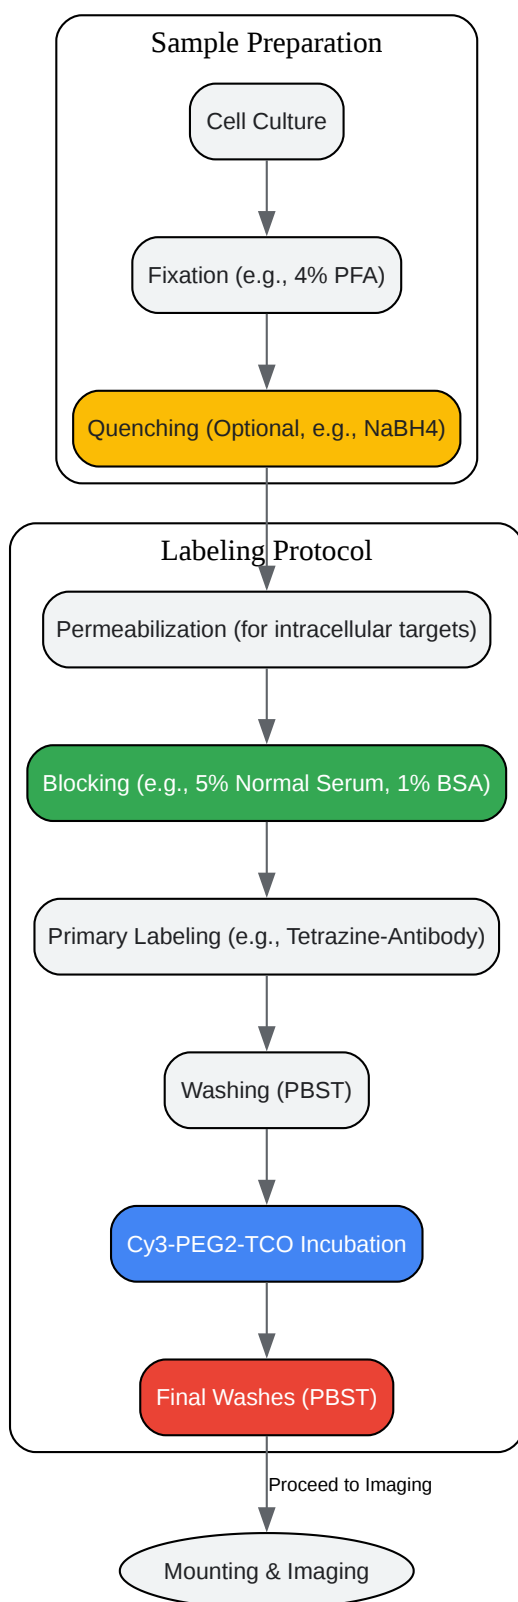 Sample Preparation
Cell Culture
Fixation (e.g., 4% PFA)
Quenching (Optional, e.g., NaBH4)
Labeling Protocol
Permeabilization (for intracellular targets)
Blocking (e.g., 5% Normal Serum, 1% BSA)
Primary Labeling (e.g., Tetrazine-Antibody)
Washing (PBST)
Cy3-PEG2-TCO Incubation
Final Washes (PBST)
Proceed to Imaging
Mounting & Imaging